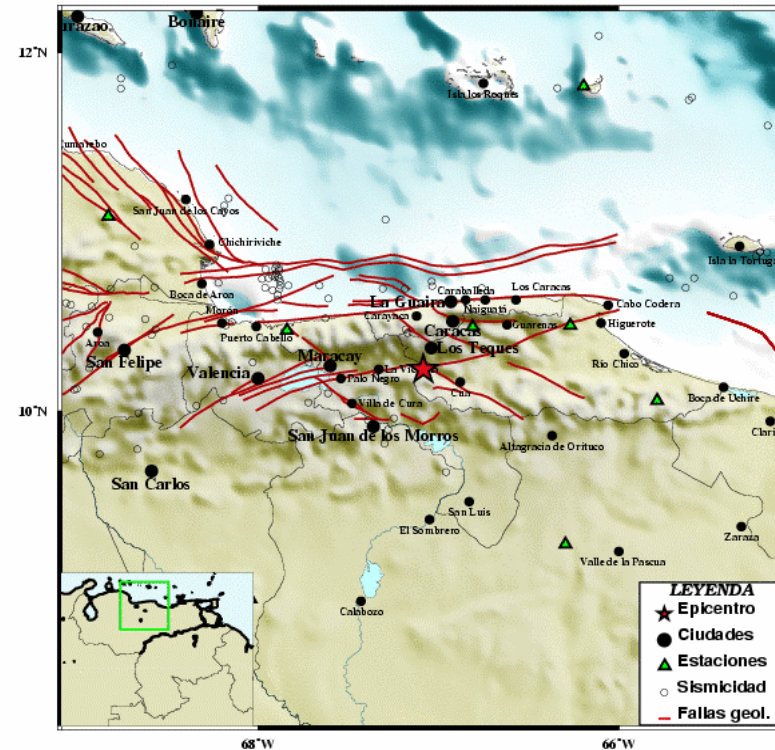 Bonaire
12°N
Isla los Roques
San Juan de los Cayos
Chichiriviche
Isla la Tortuga
Boca de Aroa
Caraballeda
Los Caracas
La Guaira
Cabo Codera
Morón
Carayaca
Naiguatá
Puerto Cabello
Caracas
Guarenas
Higuerote
Aroa
Los Teques
San Felipe
Maracay
Río Chico
Valencia
Palo Negro
Cúa
Boca de Uchire
Villa de Cura
10°N
San Juan de los Morros
Altagracia de Orituco
San Carlos
San Luis
El Sombrero
Zaraza
Valle de la Pascua
Calabozo
LEYENDA
Epicentro
Ciudades
Estaciones
Sismicidad
Fallas geol.
68°W
66°W